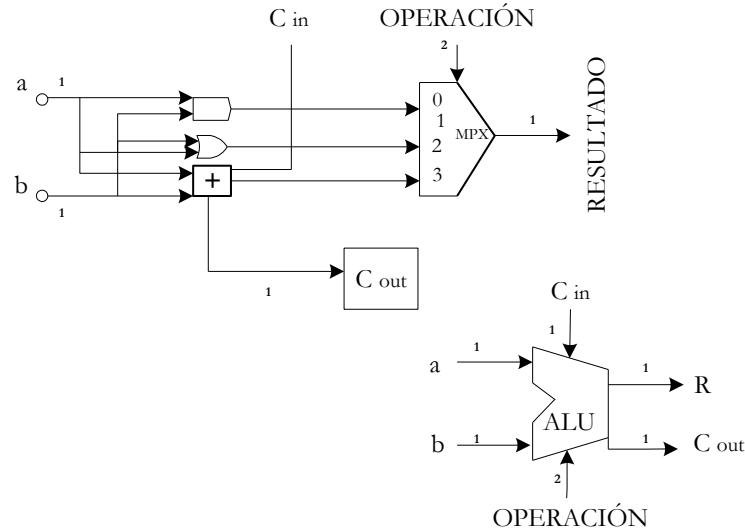 C in
OPERACIÓN
2
a
1
0
1
MPX
1
2
+
3
b
1
RESULTADO
1
C out
C in
1
a
1
1
R
ALU
b
1
1
C out
2
OPERACIÓN